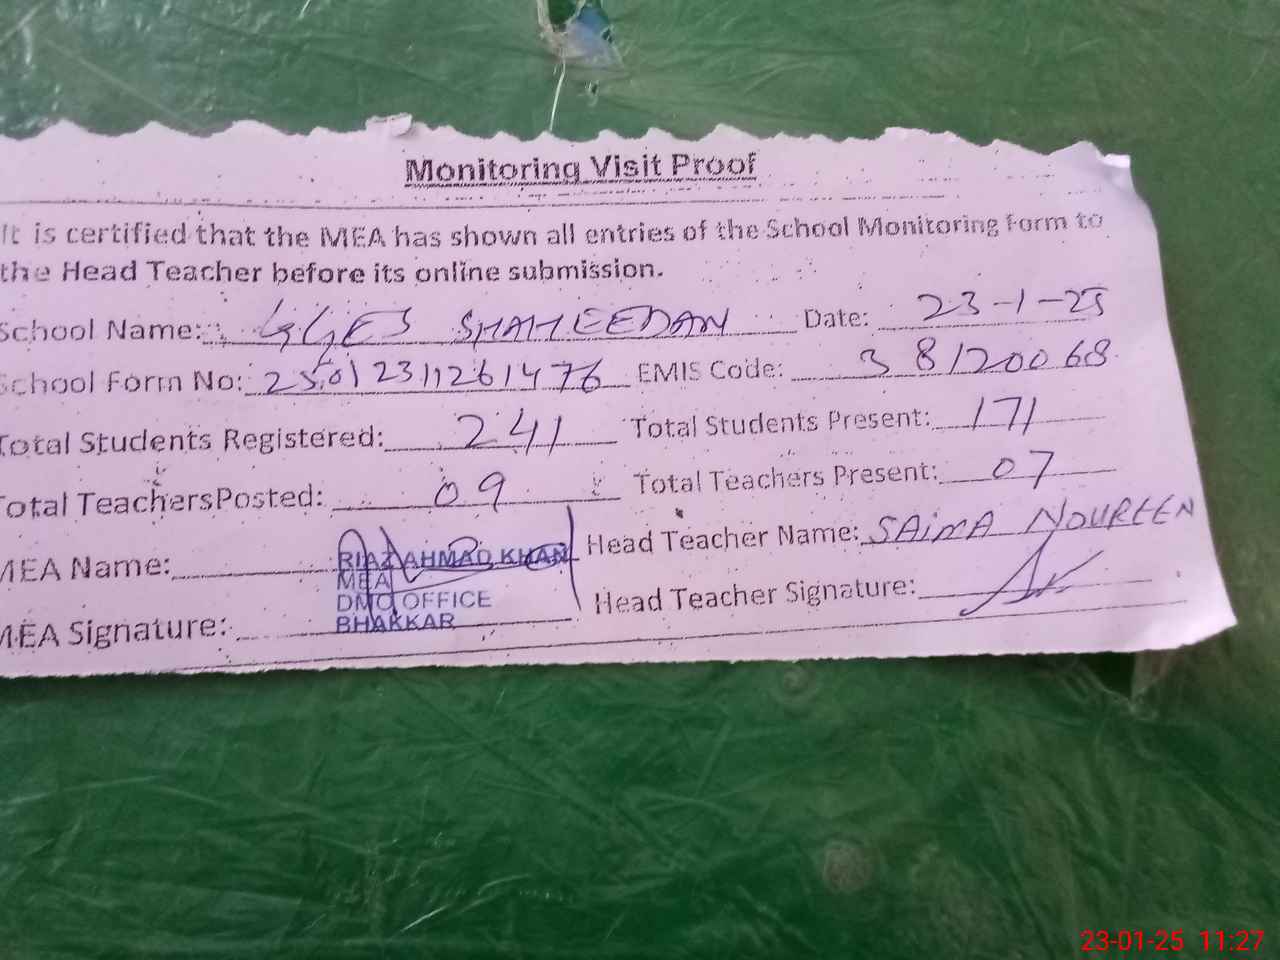 Monitoring Visit Proof
It is certified that the MEA has shown all entries of the School Monitoring Form to
the Head Teacher before its online submission.
School Name: GGES SHAHEEDAN Date: 23-1-25
School Form No: 25012311261476 EMIS Code: 38120068
Total Students Registered: 241 Total Students Present: 171
Total Teachers Posted: 09 Total Teachers Present: 07
MEA Name: RIAZ AHMAD KHAN Head Teacher Name: SAIMA NOUREEN
MEA
DMO OFFICE Head Teacher Signature:
MEA Signature: BHAKKAR
23-01-25 11:27